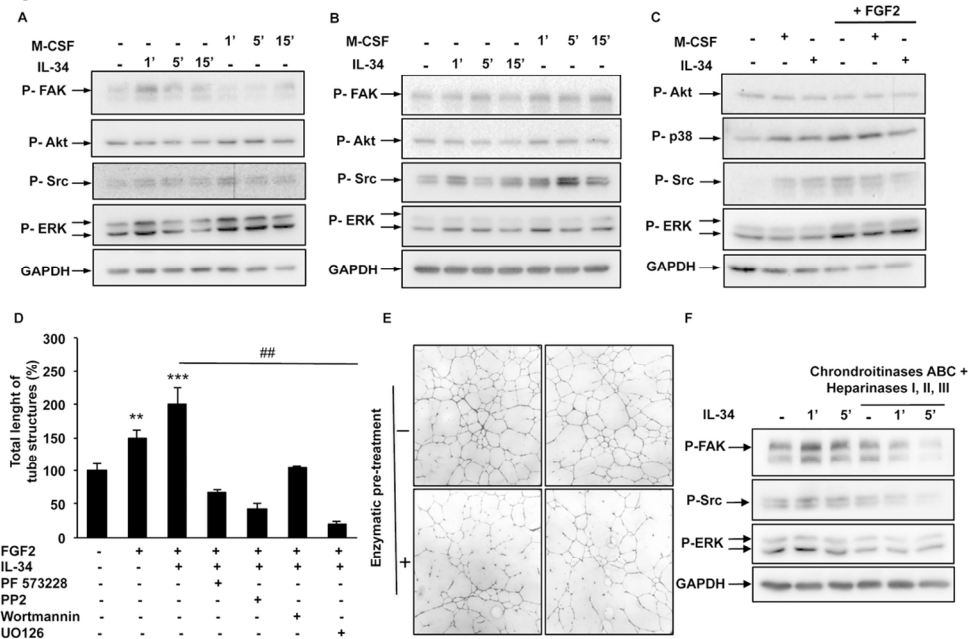 A
M-CSF - - - - 1' 5' 15'
IL-34 - 1' 5' 15' - - -
P- FAK
P- Akt
P- Src
P- ERK
GAPDH
B
M-CSF - - - - 1' 5' 15'
IL-34 - 1' 5' 15' - - -
P- FAK
P- Akt
P- Src
P- ERK
GAPDH
C
+ FGF2
M-CSF - + - - + -
IL-34 - - + - - +
P- Akt
P- p38
P- Src
P- ERK
GAPDH
D
Total lenght of
tube structures (%)
300
250
200
150
100
50
0
** *** ##
FGF2 - + + + + + +
IL-34 - - + + + + +
PF 573228 - - - + - - -
PP2 - - - - + - -
Wortmannin - - - - - + -
UO126 - - - - - - +
E
Enzymatic pre-treatment
–
+
F
Chrondroitinases ABC +
Heparinases I, II, III
IL-34 - 1' 5' - 1' 5'
P-FAK
P-Src
P-ERK
GAPDH